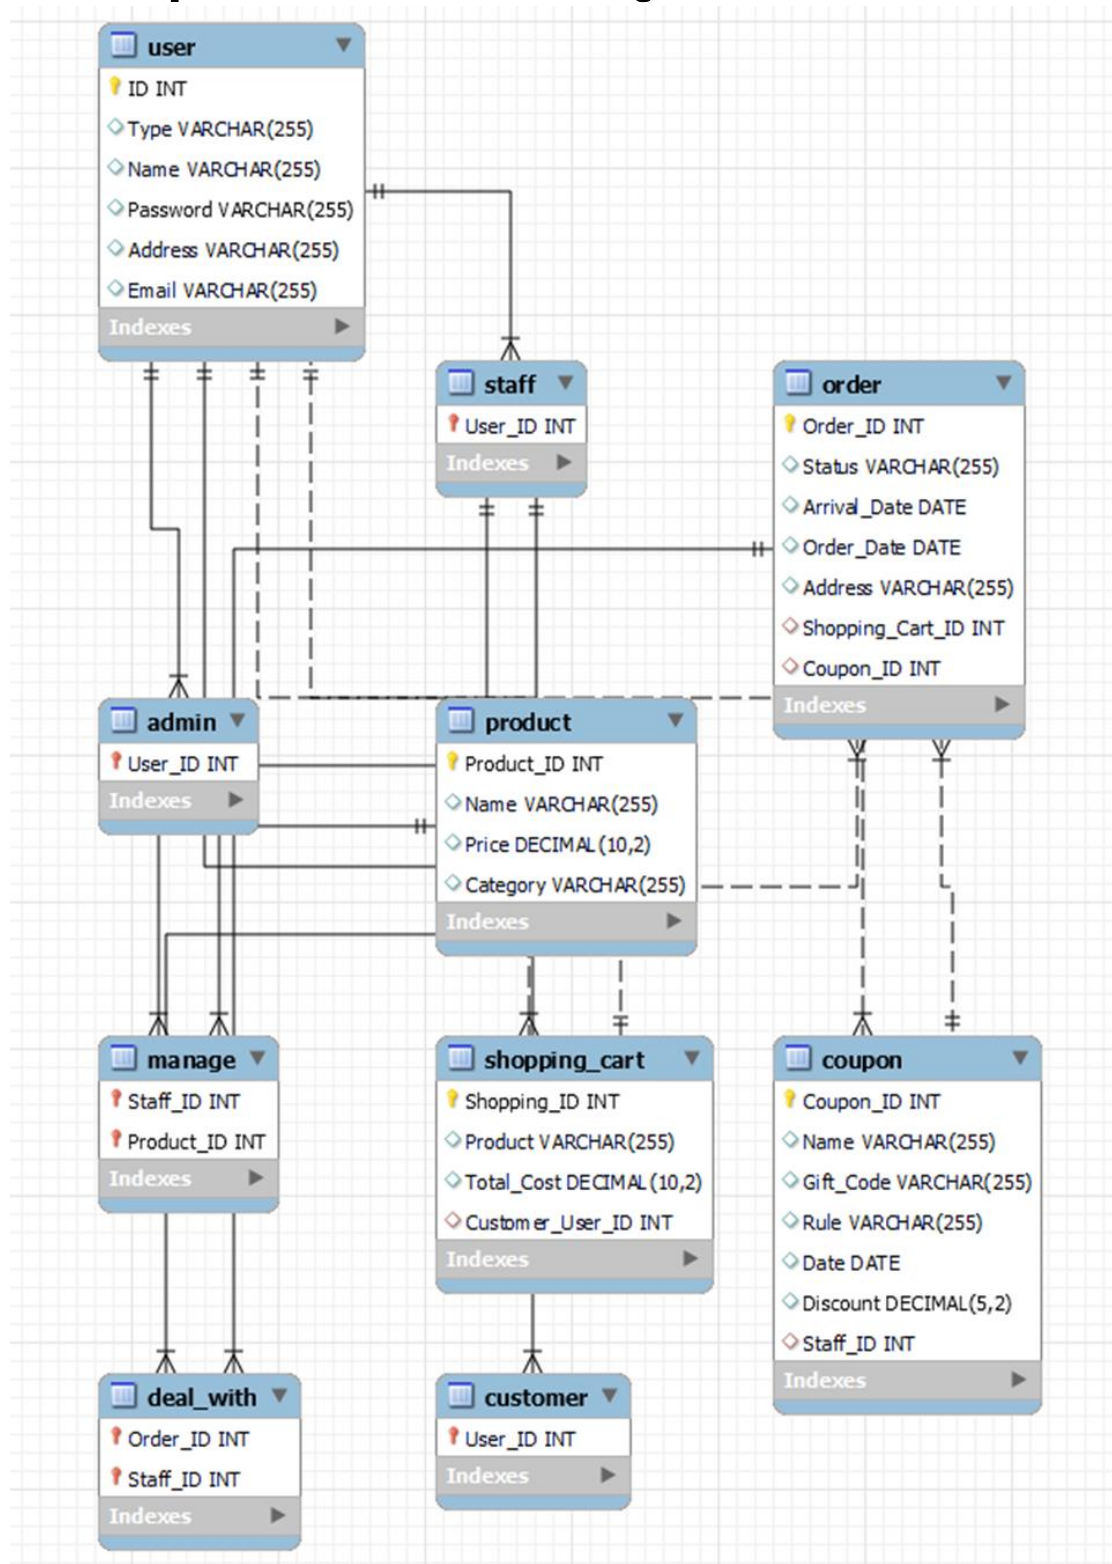 user
ID INT
Type VARCHAR(255)
Name VARCHAR(255)
Password VARCHAR(255)
Address VARCHAR(255)
Email VARCHAR(255)
Indexes
staff
User_ID INT
Indexes
order
Order_ID INT
Status VARCHAR(255)
Arrival_Date DATE
Order_Date DATE
Address VARCHAR(255)
Shopping_Cart_ID INT
Coupon_ID INT
Indexes
admin
User_ID INT
Indexes
product
Product_ID INT
Name VARCHAR(255)
Price DECIMAL(10,2)
Category VARCHAR(255)
Indexes
manage
Staff_ID INT
Product_ID INT
Indexes
shopping_cart
Shopping_ID INT
Product VARCHAR(255)
Total_Cost DECIMAL(10,2)
Customer_User_ID INT
Indexes
coupon
Coupon_ID INT
Name VARCHAR(255)
Gift_Code VARCHAR(255)
Rule VARCHAR(255)
Date DATE
Discount DECIMAL(5,2)
Staff_ID INT
Indexes
deal_with
Order_ID INT
Staff_ID INT
Indexes
customer
User_ID INT
Indexes